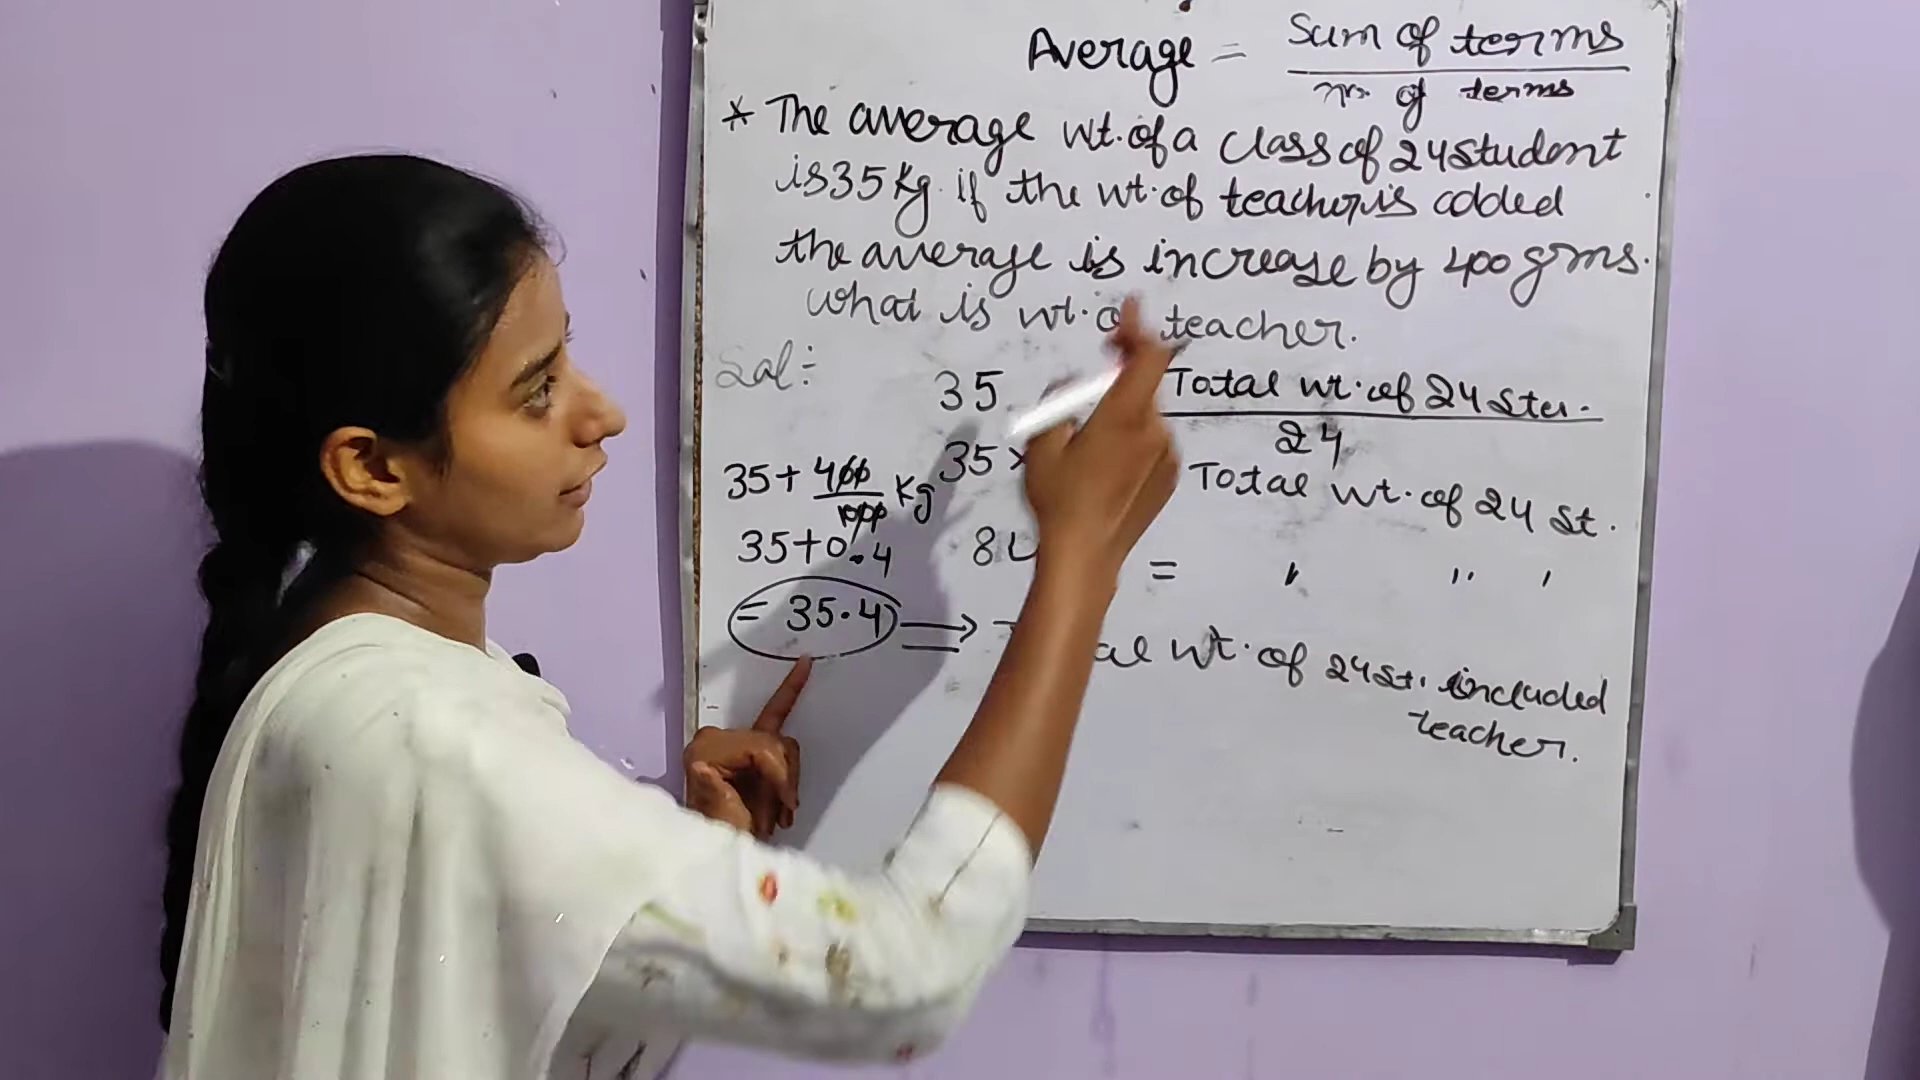 Average = Sum of terms
no. of terms
* The average wt. of a class of 24 student
is 35 kg. if the wt. of teacher is added
the average is increase by 400 gms.
what is wt. of teacher.
Sol:-
35 Total wt. of 24 Stu.
24
35 + 400 kg 35 × Total wt. of 24 st.
1000
35+0.4 84 = " " "
= 35.4 ⇒ wt. of 24 st. included
teacher.